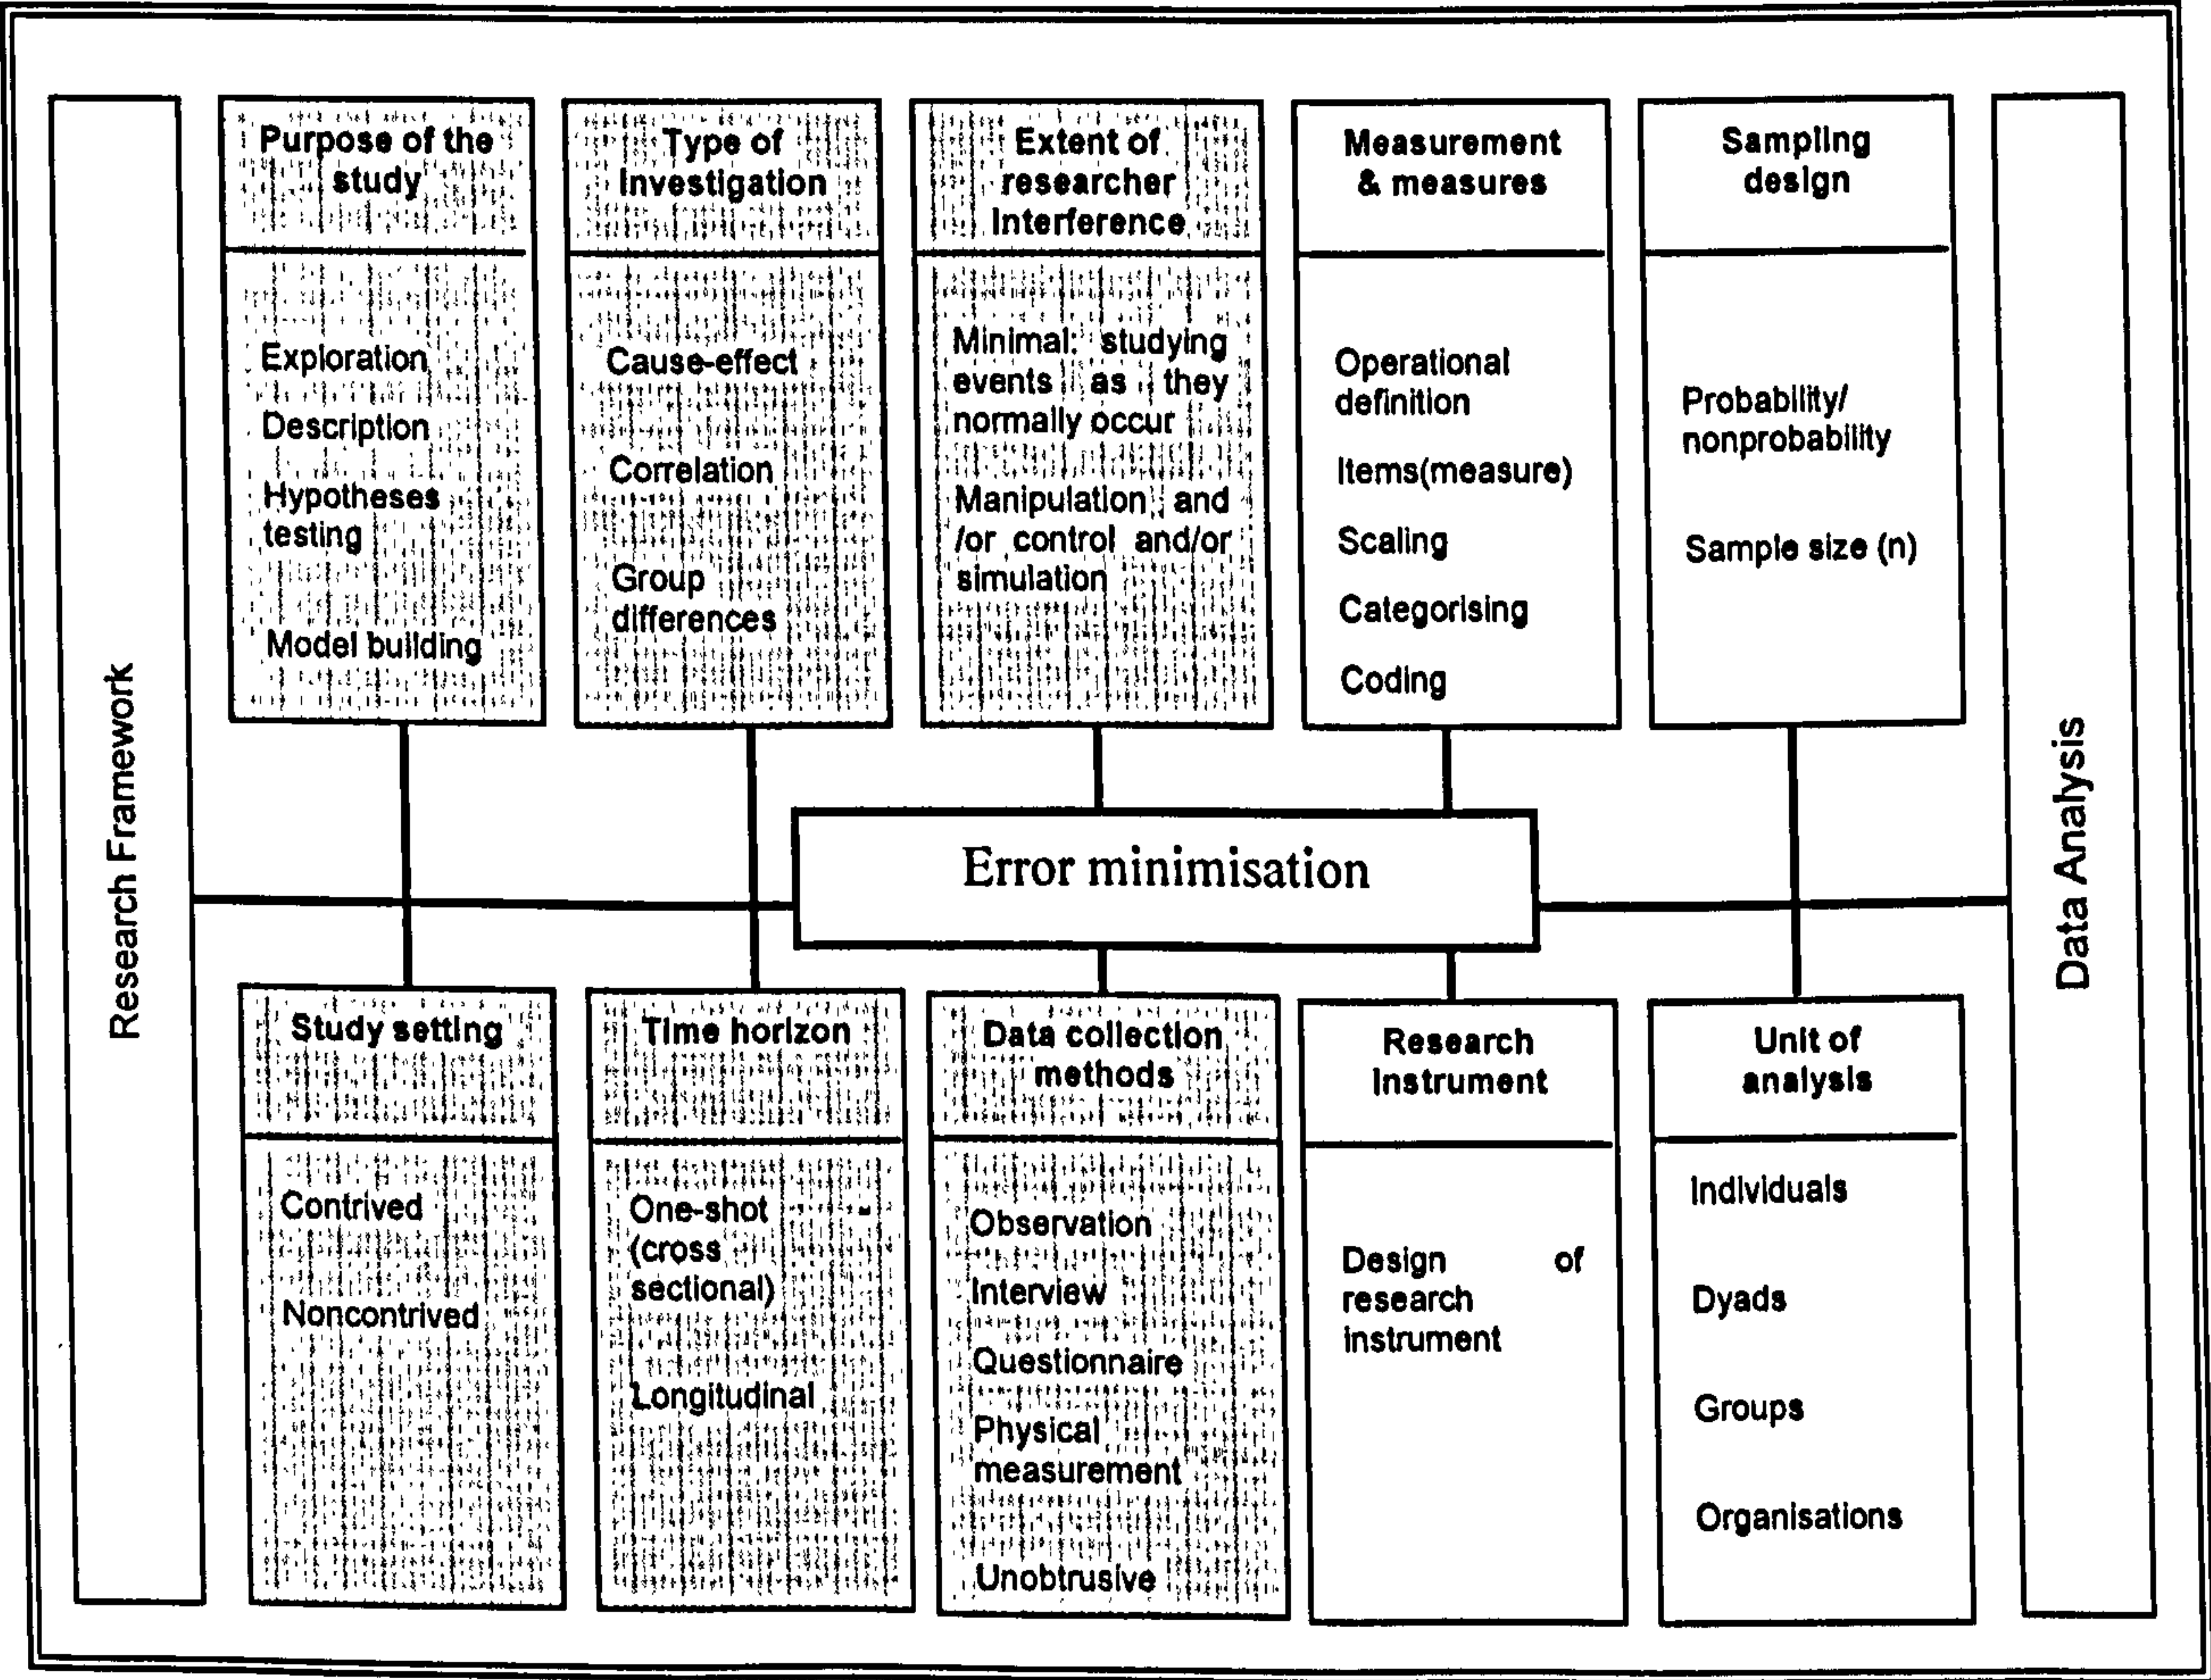 Research Framework
Purpose of the
study
Exploration
Description
Hypotheses
testing
Model building
Type of
Investigation
Cause-effect
Correlation
Group
differences
Extent of
researcher
Interference
Minimal: studying
events as they
normally occur
Manipulation and
/or control and/or
simulation
Measurement
& measures
Operational
definition
Items(measure)
Scaling
Categorising
Coding
Sampling
design
Probability/
nonprobability
Sample size (n)
Error minimisation
Study setting
Contrived
Noncontrived
Time horizon
One-shot
(cross
sectional)
Longitudinal
Data collection
methods
Observation
Interview
Questionnaire
Physical
measurement
Unobtrusive
Research
Instrument
Design of
research
instrument
Unit of
analysis
Individuals
Dyads
Groups
Organisations
Data Analysis